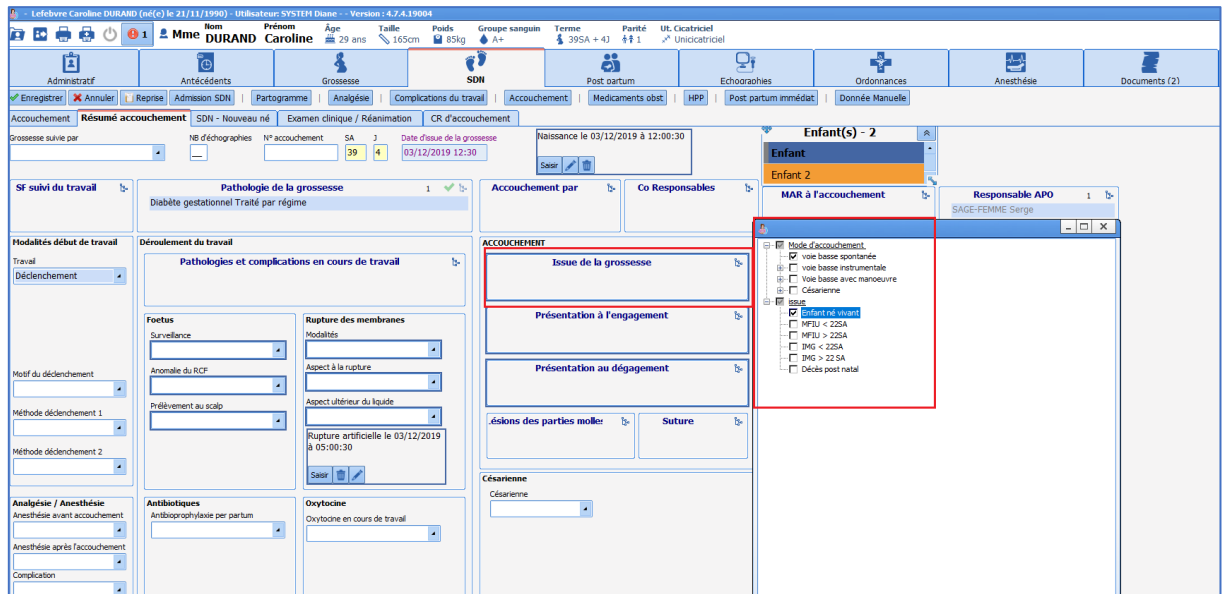 - Lefebvre Caroline DURAND (né(e) le 21/11/1990) - Utilisateur: SYSTEM Diane - - Version : 4.7.4.19004
1 Mme Nom DURAND Prénom Caroline Âge 29 ans Taille 165cm Poids 85kg Groupe sanguin A+ Terme 39SA + 4J Parité 1 Ut. Cicatriciel Unicicatriciel
Administratif Antécédents Grossesse SDN Post partum Echographies Ordonnances Anesthésie Documents (2)
Enregistrer Annuler Reprise Admission SDN | Partogramme | Analgésie | Complications du travail | Accouchement | Medicaments obst | HPP | Post partum immédiat | Donnée Manuelle
Accouchement Résumé accouchement SDN - Nouveau né Examen clinique / Réanimation CR d'accouchement
Grossesse suivie par NB d'échographies N° accouchement SA J Date d'issue de la grossesse
39 4 03/12/2019 12:30
Naissance le 03/12/2019 à 12:00:30
Saisir
Enfant(s) - 2
Enfant
Enfant 2
SF suivi du travail
Pathologie de la grossesse 1
Diabète gestationnel Traité par régime
Accouchement par
Co Responsables
MAR à l'accouchement
Responsable APO 1
SAGE-FEMME Serge
Modalités début de travail
Travail
Déclenchement
Motif du déclenchement
Méthode déclenchement 1
Méthode déclenchement 2
Déroulement du travail
Pathologies et complications en cours de travail
Foetus
Surveillance
Anomalie du RCF
Prélèvement au scalp
Rupture des membranes
Modalités
Aspect à la rupture
Aspect ultérieur du liquide
Rupture artificielle le 03/12/2019
à 05:00:30
Saisir
ACCOUCHEMENT
Issue de la grossesse
Présentation à l'engagement
Présentation au dégagement
.ésions des parties molle:
Suture
Mode d'accouchement
voie basse spontanée
voie basse instrumentale
Voie basse avec manoeuvre
Césarienne
issue
Enfant né vivant
MFIU < 22SA
MFIU > 22SA
IMG < 22SA
IMG > 22 SA
Décès post natal
Analgésie / Anesthésie
Anesthésie avant accouchement
Anesthésie après l'accouchement
Complication
Antibiotiques
Antibioprophylaxie per partum
Oxytocine
Oxytocine en cours de travail
Césarienne
Césarienne